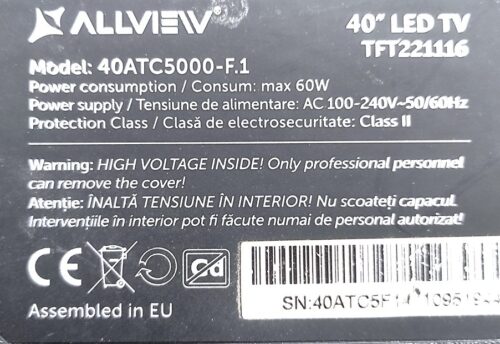 ALLVIEW
40" LED TV
TFT221116
Model: 40ATC5000-F.1
Power consumption / Consum: max 60W
Power supply / Tensiune de alimentare: AC 100-240V~50/60Hz
Protection Class / Clasă de electrosecuritate: Class II
Warning: HIGH VOLTAGE INSIDE! Only professional personnel
can remove the cover!
Atenție: ÎNALTĂ TENSIUNE ÎN INTERIOR! Nu scoateți capacul.
Intervențiile în interior pot fi făcute numai de personal autorizat!
CE
Cd
Assembled in EU